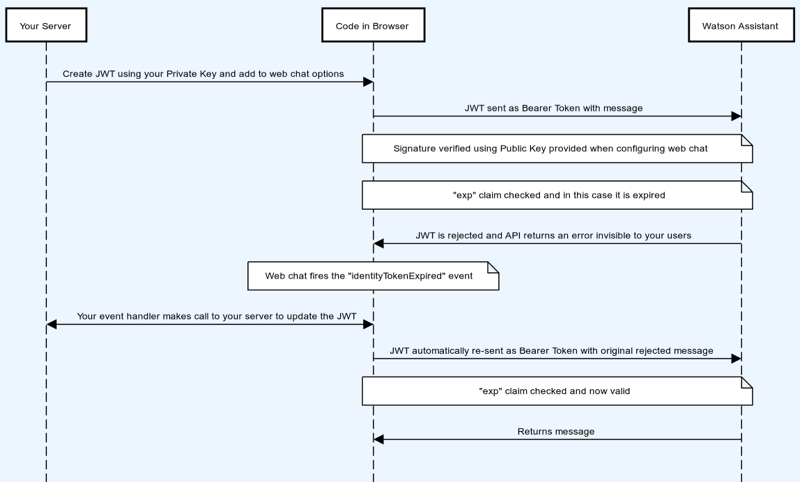 Your Server
Code in Browser
Watson Assistant
Create JWT using your Private Key and add to web chat options
JWT sent as Bearer Token with message
Signature verified using Public Key provided when configuring web chat
"exp" claim checked and in this case it is expired
JWT is rejected and API returns an error invisible to your users
Web chat fires the "identityTokenExpired" event
Your event handler makes call to your server to update the JWT
JWT automatically re-sent as Bearer Token with original rejected message
"exp" claim checked and now valid
Returns message